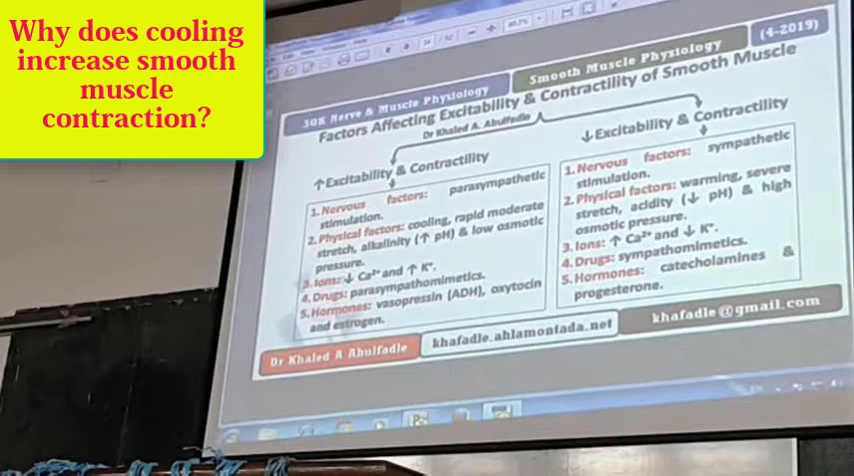 Why does cooling
increase smooth
muscle
contraction?
SOK Nerve & Muscle Physiology
Smooth Muscle Physiology
(4-2019)
Factors Affecting Excitability & Contractility of Smooth Muscle
Dr Khaled A. Abulfadle
↑Excitability & Contractility
1. Nervous factors: parasympathetic
stimulation.
2. Physical factors: cooling, rapid moderate
stretch, alkalinity (↑ pH) & low osmotic
pressure.
3. Ions: ↓ Ca²⁺ and ↑ K⁺.
4. Drugs: parasympathomimetics.
5. Hormones: vasopressin (ADH), oxytocin
and estrogen.
↓Excitability & Contractility
1. Nervous factors: sympathetic
stimulation.
2. Physical factors: warming, severe
stretch, acidity (↓ pH) & high
osmotic pressure.
3. Ions: ↑ Ca²⁺ and ↓ K⁺.
4. Drugs: sympathomimetics.
5. Hormones: catecholamines &
progesterone.
Dr Khaled A Abulfadle
khafadle.ahlamontada.net
khafadle@gmail.com